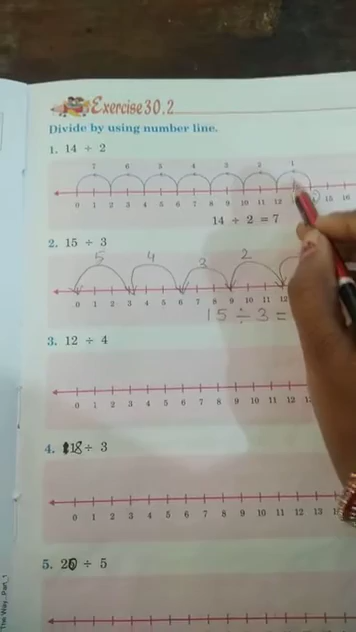 Exercise 30.2
Divide by using number line.
1. 14 ÷ 2
7 6 5 4 3 2 1
0 1 2 3 4 5 6 7 8 9 10 11 12 15 16
14 ÷ 2 = 7
2. 15 ÷ 3
5 4 3 2
0 1 2 3 4 5 6 7 8 9 10 11 12
15 ÷ 3 =
3. 12 ÷ 4
0 1 2 3 4 5 6 7 8 9 10 11 12
4. 18 ÷ 3
0 1 2 3 4 5 6 7 8 9 10 11 12 13
5. 20 ÷ 5
The Way...Part_1